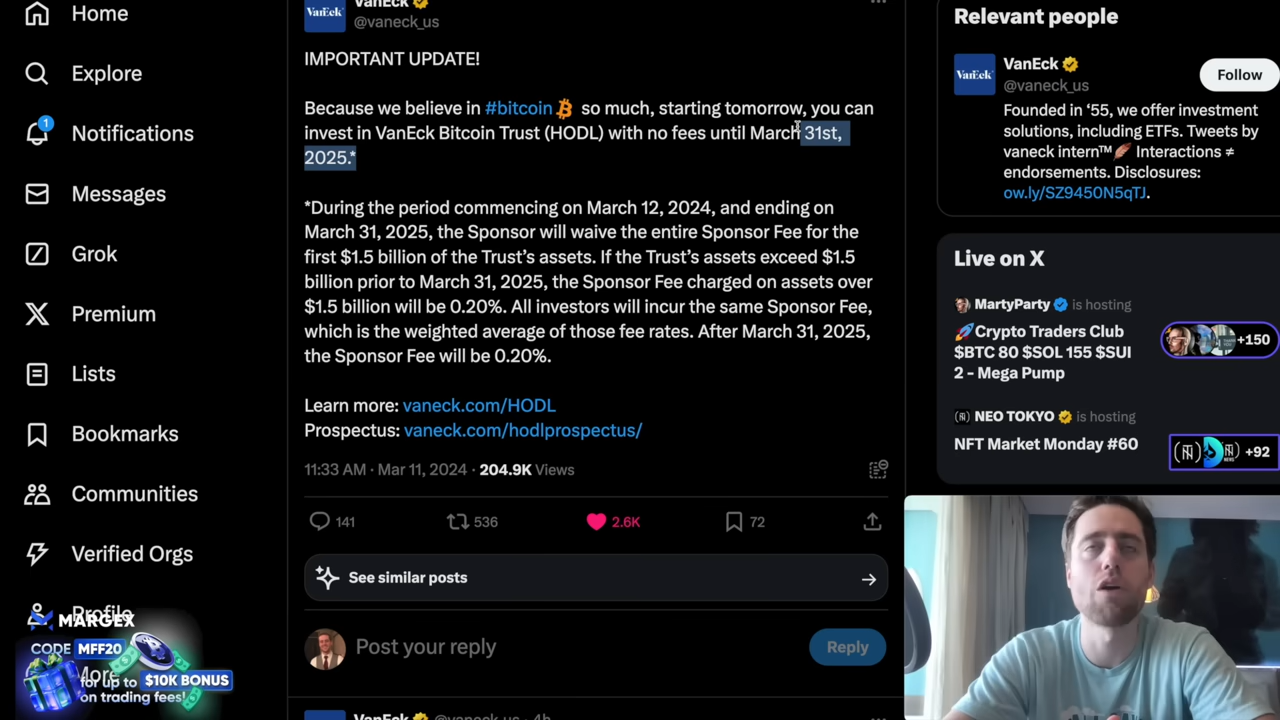 Home
Explore
1
Notifications
Messages
Grok
Premium
Lists
Bookmarks
Communities
Verified Orgs
Profile
More
MARGEX
CODE MFF20
for up to $10K BONUS
on trading fees!
VanEck
VanEck
@vaneck_us
IMPORTANT UPDATE!
Because we believe in #bitcoin so much, starting tomorrow, you can
invest in VanEck Bitcoin Trust (HODL) with no fees until March 31st,
2025.*
*During the period commencing on March 12, 2024, and ending on
March 31, 2025, the Sponsor will waive the entire Sponsor Fee for the
first $1.5 billion of the Trust’s assets. If the Trust’s assets exceed $1.5
billion prior to March 31, 2025, the Sponsor Fee charged on assets over
$1.5 billion will be 0.20%. All investors will incur the same Sponsor Fee,
which is the weighted average of those fee rates. After March 31, 2025,
the Sponsor Fee will be 0.20%.
Learn more: vaneck.com/HODL
Prospectus: vaneck.com/hodlprospectus/
11:33 AM · Mar 11, 2024 · 204.9K Views
141
536
2.6K
72
See similar posts
Post your reply
Reply
VanEck @vaneck_us · 4h
Relevant people
VanEck
VanEck
@vaneck_us
Follow
Founded in ‘55, we offer investment
solutions, including ETFs. Tweets by
vaneck intern™ Interactions ≠
endorsements. Disclosures:
ow.ly/SZ9450N5qTJ.
Live on X
MartyParty is hosting
🚀Crypto Traders Club
$BTC 80 $SOL 155 $SUI
2 - Mega Pump
+150
NEO TOKYO is hosting
NFT Market Monday #60
+92